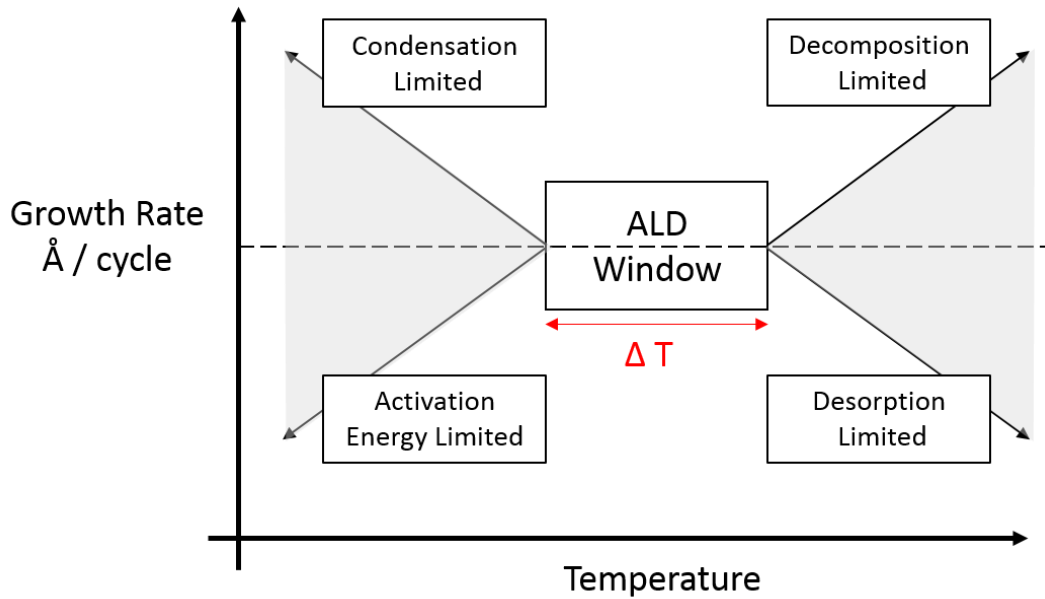 Condensation
Limited
Decomposition
Limited
Growth Rate
Å / cycle
ALD
Window
Δ T
Activation
Energy Limited
Desorption
Limited
Temperature